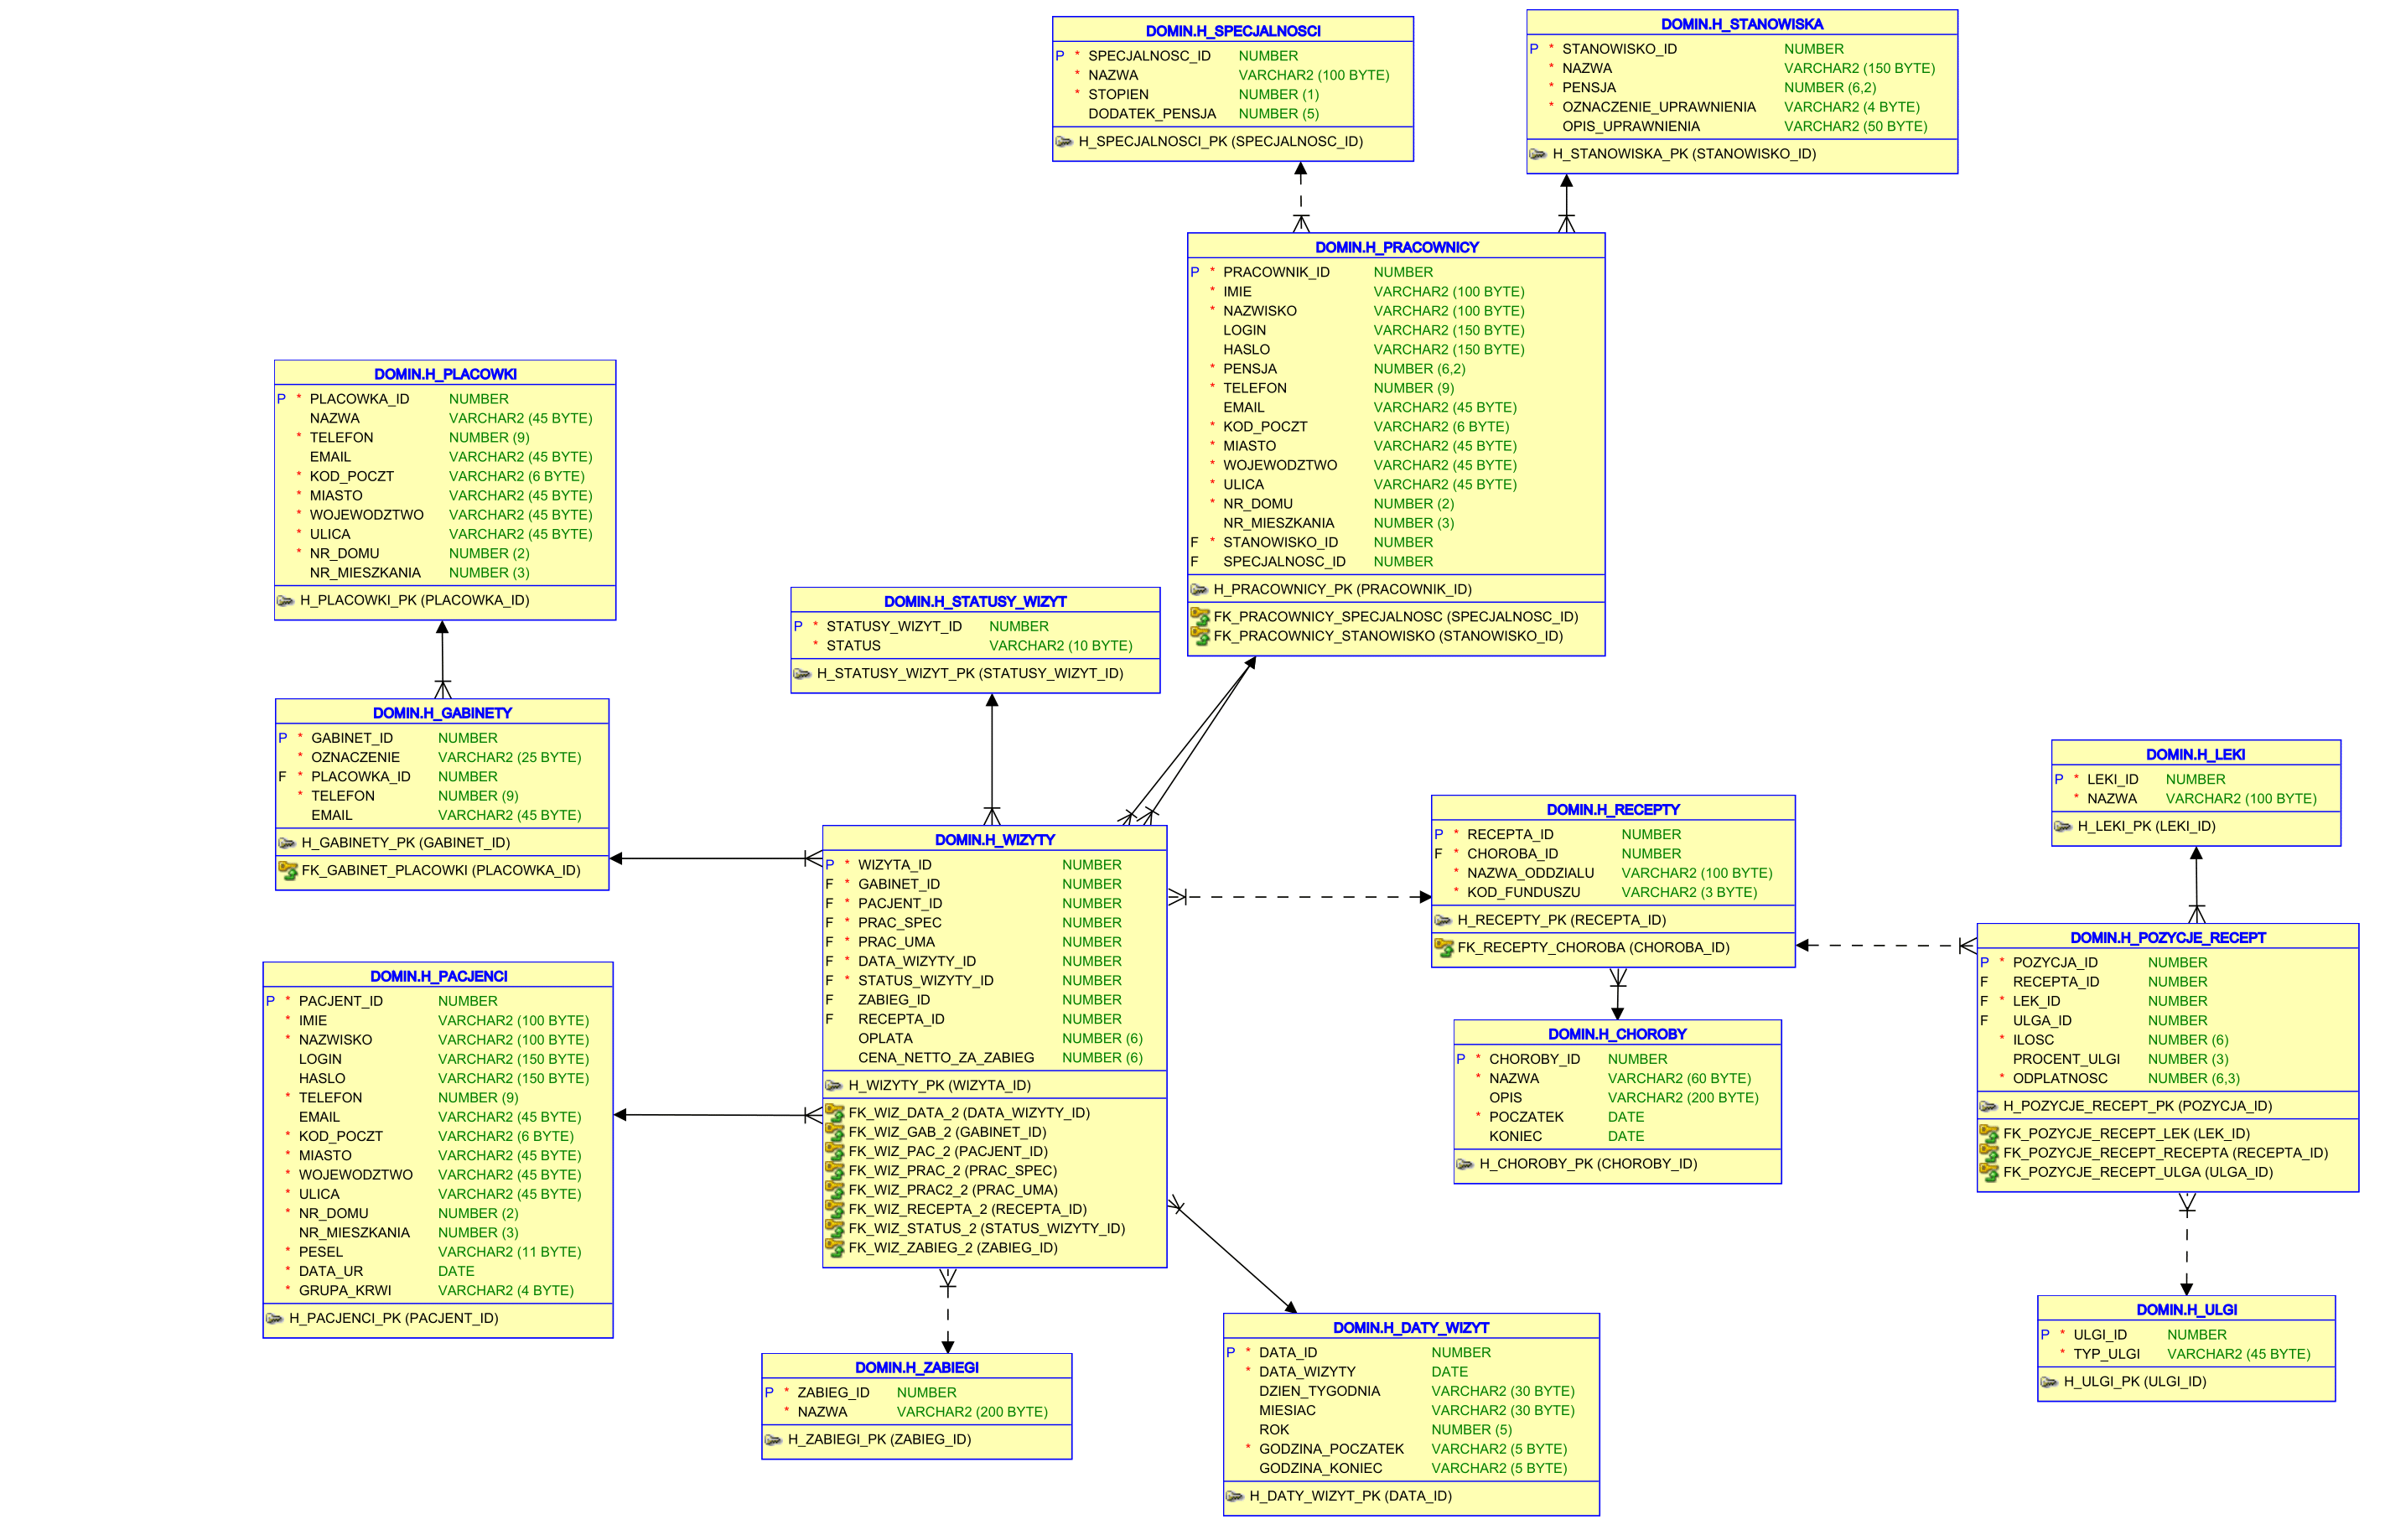 DOMIN.H_SPECJALNOSCI
P * SPECJALNOSC_ID NUMBER
* NAZWA VARCHAR2 (100 BYTE)
* STOPIEN NUMBER (1)
DODATEK_PENSJA NUMBER (5)
H_SPECJALNOSCI_PK (SPECJALNOSC_ID)
DOMIN.H_STANOWISKA
P * STANOWISKO_ID NUMBER
* NAZWA VARCHAR2 (150 BYTE)
* PENSJA NUMBER (6,2)
* OZNACZENIE_UPRAWNIENIA VARCHAR2 (4 BYTE)
OPIS_UPRAWNIENIA VARCHAR2 (50 BYTE)
H_STANOWISKA_PK (STANOWISKO_ID)
DOMIN.H_PRACOWNICY
P * PRACOWNIK_ID NUMBER
* IMIE VARCHAR2 (100 BYTE)
* NAZWISKO VARCHAR2 (100 BYTE)
LOGIN VARCHAR2 (150 BYTE)
HASLO VARCHAR2 (150 BYTE)
* PENSJA NUMBER (6,2)
* TELEFON NUMBER (9)
EMAIL VARCHAR2 (45 BYTE)
* KOD_POCZT VARCHAR2 (6 BYTE)
* MIASTO VARCHAR2 (45 BYTE)
* WOJEWODZTWO VARCHAR2 (45 BYTE)
* ULICA VARCHAR2 (45 BYTE)
* NR_DOMU NUMBER (2)
NR_MIESZKANIA NUMBER (3)
F * STANOWISKO_ID NUMBER
F SPECJALNOSC_ID NUMBER
H_PRACOWNICY_PK (PRACOWNIK_ID)
FK_PRACOWNICY_SPECJALNOSC (SPECJALNOSC_ID)
FK_PRACOWNICY_STANOWISKO (STANOWISKO_ID)
DOMIN.H_PLACOWKI
P * PLACOWKA_ID NUMBER
NAZWA VARCHAR2 (45 BYTE)
* TELEFON NUMBER (9)
EMAIL VARCHAR2 (45 BYTE)
* KOD_POCZT VARCHAR2 (6 BYTE)
* MIASTO VARCHAR2 (45 BYTE)
* WOJEWODZTWO VARCHAR2 (45 BYTE)
* ULICA VARCHAR2 (45 BYTE)
* NR_DOMU NUMBER (2)
NR_MIESZKANIA NUMBER (3)
H_PLACOWKI_PK (PLACOWKA_ID)
DOMIN.H_STATUSY_WIZYT
P * STATUSY_WIZYT_ID NUMBER
* STATUS VARCHAR2 (10 BYTE)
H_STATUSY_WIZYT_PK (STATUSY_WIZYT_ID)
DOMIN.H_GABINETY
P * GABINET_ID NUMBER
* OZNACZENIE VARCHAR2 (25 BYTE)
F * PLACOWKA_ID NUMBER
* TELEFON NUMBER (9)
EMAIL VARCHAR2 (45 BYTE)
H_GABINETY_PK (GABINET_ID)
FK_GABINET_PLACOWKI (PLACOWKA_ID)
DOMIN.H_WIZYTY
P * WIZYTA_ID NUMBER
F * GABINET_ID NUMBER
F * PACJENT_ID NUMBER
F * PRAC_SPEC NUMBER
F * PRAC_UMA NUMBER
F * DATA_WIZYTY_ID NUMBER
F * STATUS_WIZYTY_ID NUMBER
F ZABIEG_ID NUMBER
F RECEPTA_ID NUMBER
OPLATA NUMBER (6)
CENA_NETTO_ZA_ZABIEG NUMBER (6)
H_WIZYTY_PK (WIZYTA_ID)
FK_WIZ_DATA_2 (DATA_WIZYTY_ID)
FK_WIZ_GAB_2 (GABINET_ID)
FK_WIZ_PAC_2 (PACJENT_ID)
FK_WIZ_PRAC_2 (PRAC_SPEC)
FK_WIZ_PRAC2_2 (PRAC_UMA)
FK_WIZ_RECEPTA_2 (RECEPTA_ID)
FK_WIZ_STATUS_2 (STATUS_WIZYTY_ID)
FK_WIZ_ZABIEG_2 (ZABIEG_ID)
DOMIN.H_RECEPTY
P * RECEPTA_ID NUMBER
F * CHOROBA_ID NUMBER
* NAZWA_ODDZIALU VARCHAR2 (100 BYTE)
* KOD_FUNDUSZU VARCHAR2 (3 BYTE)
H_RECEPTY_PK (RECEPTA_ID)
FK_RECEPTY_CHOROBA (CHOROBA_ID)
DOMIN.H_LEKI
P * LEKI_ID NUMBER
* NAZWA VARCHAR2 (100 BYTE)
H_LEKI_PK (LEKI_ID)
DOMIN.H_POZYCJE_RECEPT
P * POZYCJA_ID NUMBER
F RECEPTA_ID NUMBER
F * LEK_ID NUMBER
F ULGA_ID NUMBER
* ILOSC NUMBER (6)
PROCENT_ULGI NUMBER (3)
* ODPLATNOSC NUMBER (6,3)
H_POZYCJE_RECEPT_PK (POZYCJA_ID)
FK_POZYCJE_RECEPT_LEK (LEK_ID)
FK_POZYCJE_RECEPT_RECEPTA (RECEPTA_ID)
FK_POZYCJE_RECEPT_ULGA (ULGA_ID)
DOMIN.H_PACJENCI
P * PACJENT_ID NUMBER
* IMIE VARCHAR2 (100 BYTE)
* NAZWISKO VARCHAR2 (100 BYTE)
LOGIN VARCHAR2 (150 BYTE)
HASLO VARCHAR2 (150 BYTE)
* TELEFON NUMBER (9)
EMAIL VARCHAR2 (45 BYTE)
* KOD_POCZT VARCHAR2 (6 BYTE)
* MIASTO VARCHAR2 (45 BYTE)
* WOJEWODZTWO VARCHAR2 (45 BYTE)
* ULICA VARCHAR2 (45 BYTE)
* NR_DOMU NUMBER (2)
NR_MIESZKANIA NUMBER (3)
* PESEL VARCHAR2 (11 BYTE)
* DATA_UR DATE
* GRUPA_KRWI VARCHAR2 (4 BYTE)
H_PACJENCI_PK (PACJENT_ID)
DOMIN.H_CHOROBY
P * CHOROBY_ID NUMBER
* NAZWA VARCHAR2 (60 BYTE)
OPIS VARCHAR2 (200 BYTE)
* POCZATEK DATE
KONIEC DATE
H_CHOROBY_PK (CHOROBY_ID)
DOMIN.H_ZABIEGI
P * ZABIEG_ID NUMBER
* NAZWA VARCHAR2 (200 BYTE)
H_ZABIEGI_PK (ZABIEG_ID)
DOMIN.H_DATY_WIZYT
P * DATA_ID NUMBER
* DATA_WIZYTY DATE
DZIEN_TYGODNIA VARCHAR2 (30 BYTE)
MIESIAC VARCHAR2 (30 BYTE)
ROK NUMBER (5)
* GODZINA_POCZATEK VARCHAR2 (5 BYTE)
GODZINA_KONIEC VARCHAR2 (5 BYTE)
H_DATY_WIZYT_PK (DATA_ID)
DOMIN.H_ULGI
P * ULGI_ID NUMBER
* TYP_ULGI VARCHAR2 (45 BYTE)
H_ULGI_PK (ULGI_ID)